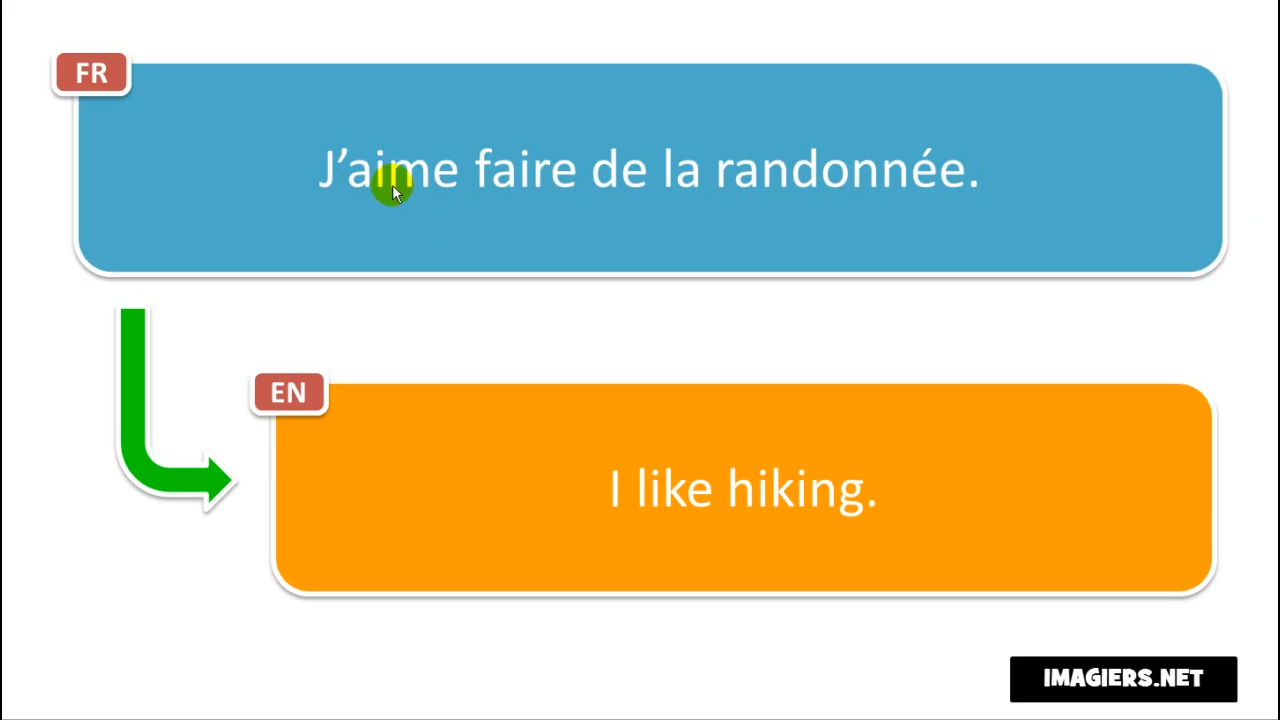 FR
J’aime faire de la randonnée.
EN
I like hiking.
IMAGIERS.NET